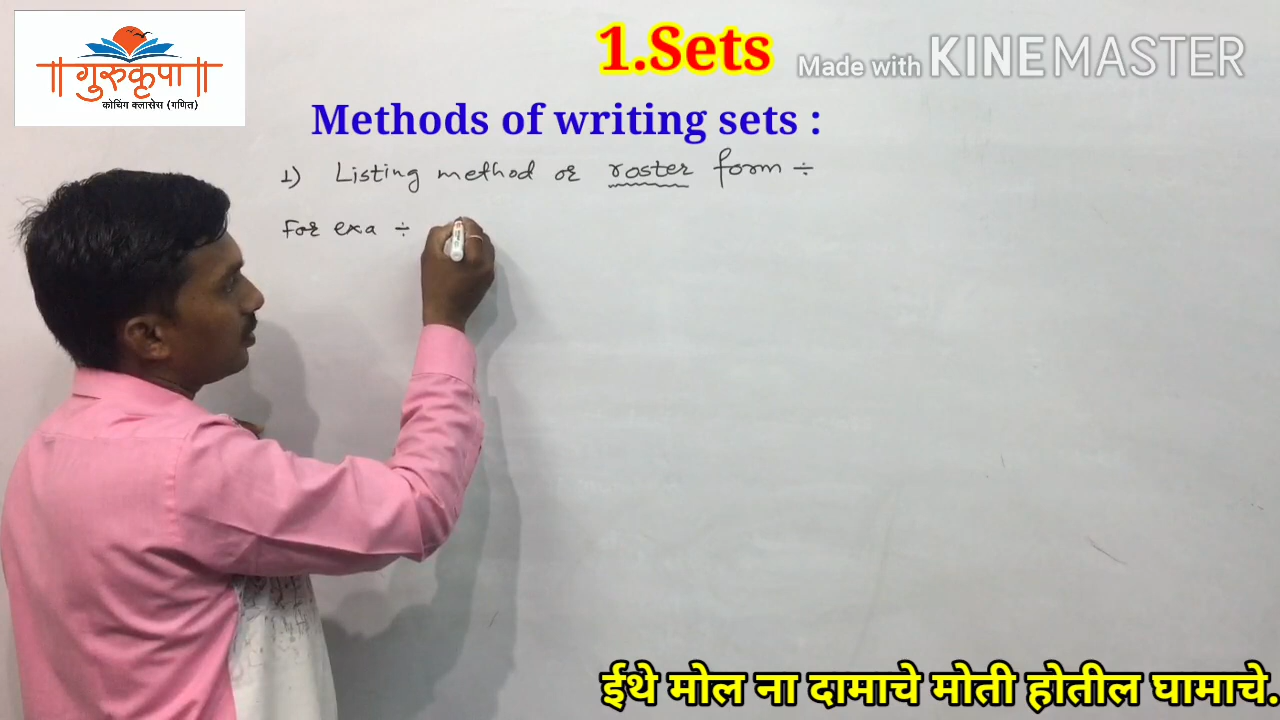 ॥ गुरुकृपा ॥
कोचिंग क्लासेस (गणित)
1.Sets
Made with KINEMASTER
Methods of writing sets :
1) Listing method or roster form ÷
For exa ÷
ईथे मोल ना दामाचे मोती होतील घामाचे.